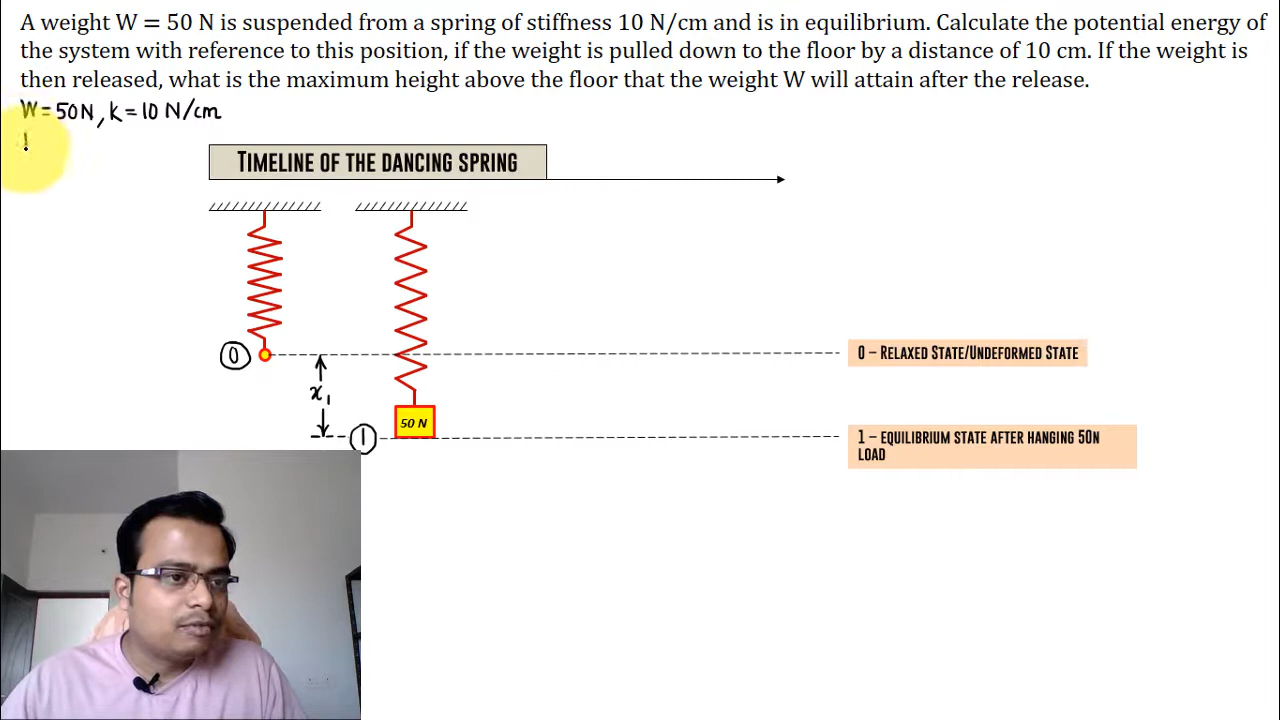 A weight W = 50 N is suspended from a spring of stiffness 10 N/cm and is in equilibrium. Calculate the potential energy of
the system with reference to this position, if the weight is pulled down to the floor by a distance of 10 cm. If the weight is
then released, what is the maximum height above the floor that the weight W will attain after the release.
W = 50 N, k = 10 N/cm
TIMELINE OF THE DANCING SPRING
0
0 – RELAXED STATE/UNDEFORMED STATE
x₁
50 N
1
1 – EQUILIBRIUM STATE AFTER HANGING 50N
LOAD